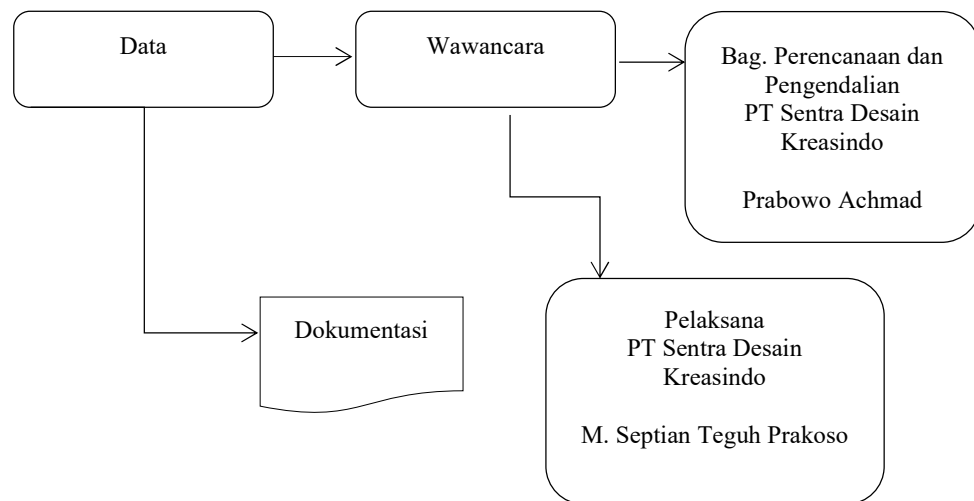 Data
Wawancara
Bag. Perencanaan dan
Pengendalian
PT Sentra Desain
Kreasindo
Prabowo Achmad
Dokumentasi
Pelaksana
PT Sentra Desain
Kreasindo
M. Septian Teguh Prakoso